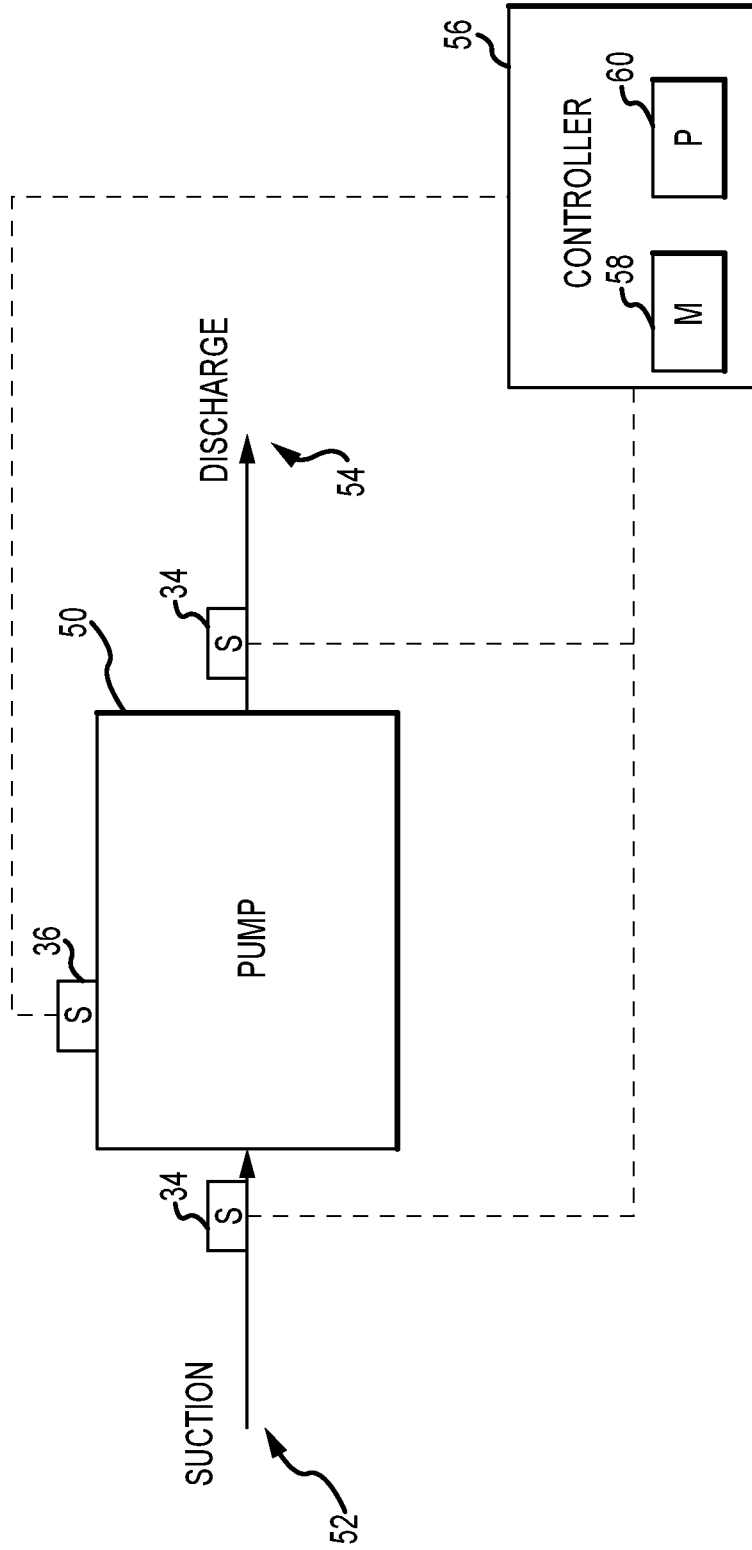 36
S
50
PUMP
34
S
34
S
SUCTION
52
DISCHARGE
54
56
CONTROLLER
58
M
60
P